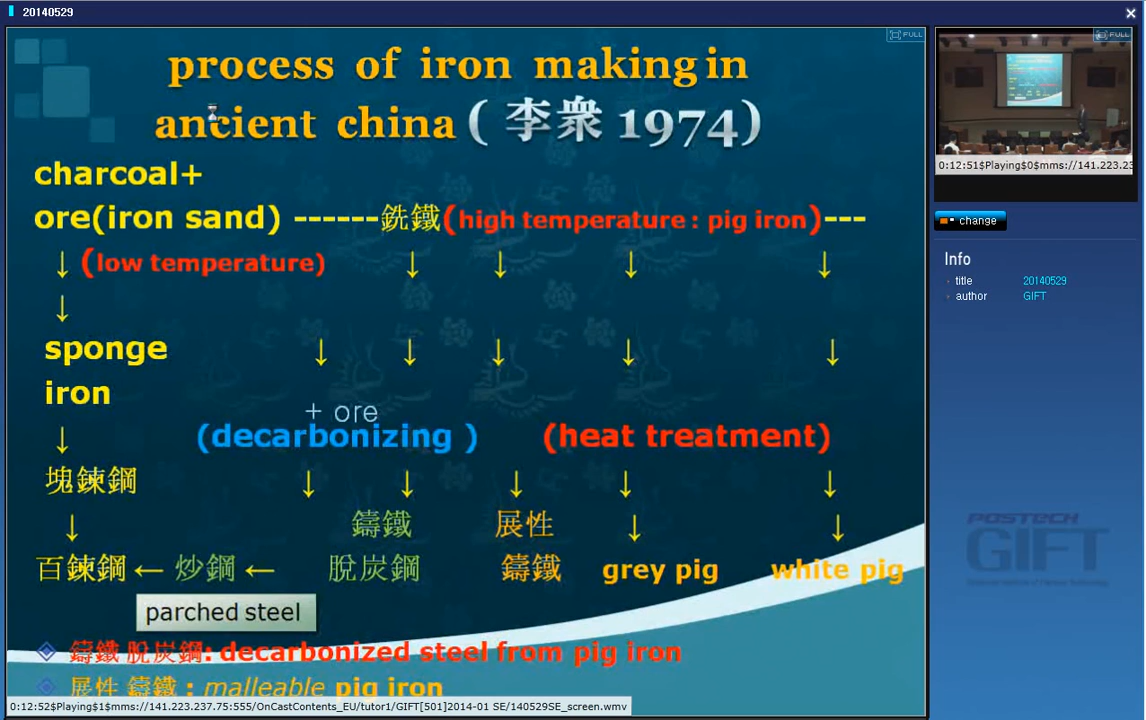 20140529
FULL
process of iron making in
ancient china ( 李衆 1974)
charcoal+
ore(iron sand) ------銑鐵(high temperature : pig iron)---
↓ (low temperature) ↓ ↓ ↓ ↓
↓
sponge ↓ ↓ ↓ ↓ ↓
iron
+ ore
↓ (decarbonizing ) (heat treatment)
塊鍊鋼 ↓ ↓ ↓ ↓ ↓
↓ 鑄鐵 展性 ↓ ↓
百鍊鋼 ← 炒鋼 ← 脫炭鋼 鑄鐵 grey pig white pig
parched steel
鑄鐵 脫炭鋼: decarbonized steel from pig iron
展性 鑄鐵 : malleable pig iron
0:12:52$Playing$1$mms://141.223.237.75:555/OnCastContents_EU/tutor1/GIFT[501]2014-01 SE/140529SE_screen.wmv
FULL
0:12:51$Playing$0$mms://141.223.23
change
Info
title 20140529
author GIFT
POSTECH
GIFT